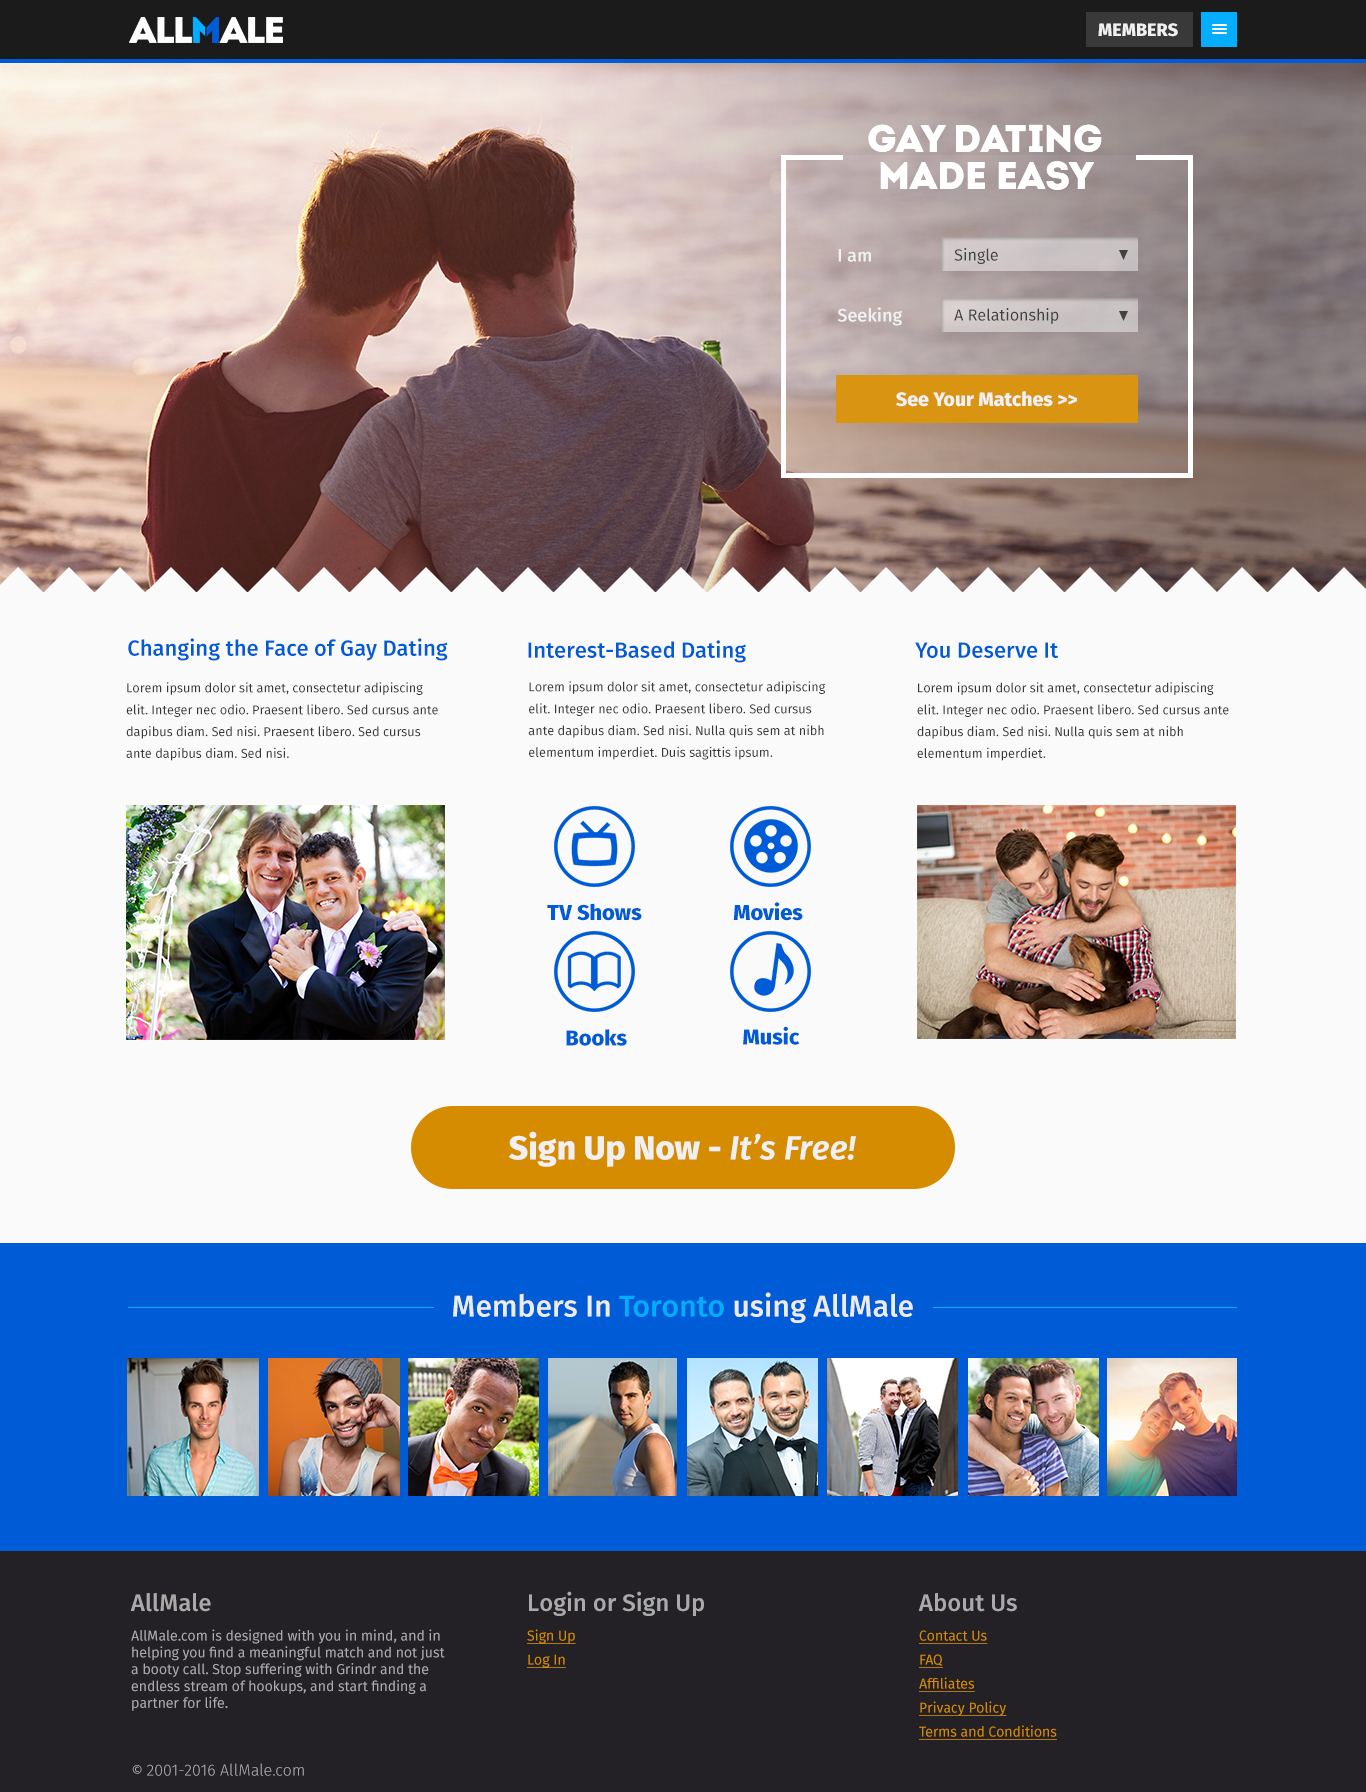 ALLMALE
MEMBERS
GAY DATING
MADE EASY
I am
Single
Seeking
A Relationship
See Your Matches >>
Changing the Face of Gay Dating
Lorem ipsum dolor sit amet, consectetur adipiscing
elit. Integer nec odio. Praesent libero. Sed cursus ante
dapibus diam. Sed nisi. Praesent libero. Sed cursus
ante dapibus diam. Sed nisi.
Interest-Based Dating
Lorem ipsum dolor sit amet, consectetur adipiscing
elit. Integer nec odio. Praesent libero. Sed cursus
ante dapibus diam. Sed nisi. Nulla quis sem at nibh
elementum imperdiet. Duis sagittis ipsum.
You Deserve It
Lorem ipsum dolor sit amet, consectetur adipiscing
elit. Integer nec odio. Praesent libero. Sed cursus ante
dapibus diam. Sed nisi. Nulla quis sem at nibh
elementum imperdiet.
TV Shows
Movies
Books
Music
Sign Up Now - It's Free!
Members In Toronto using AllMale
AllMale
AllMale.com is designed with you in mind, and in
helping you find a meaningful match and not just
a booty call. Stop suffering with Grindr and the
endless stream of hookups, and start finding a
partner for life.
Login or Sign Up
Sign Up
Log In
About Us
Contact Us
FAQ
Affiliates
Privacy Policy
Terms and Conditions
© 2001-2016 AllMale.com